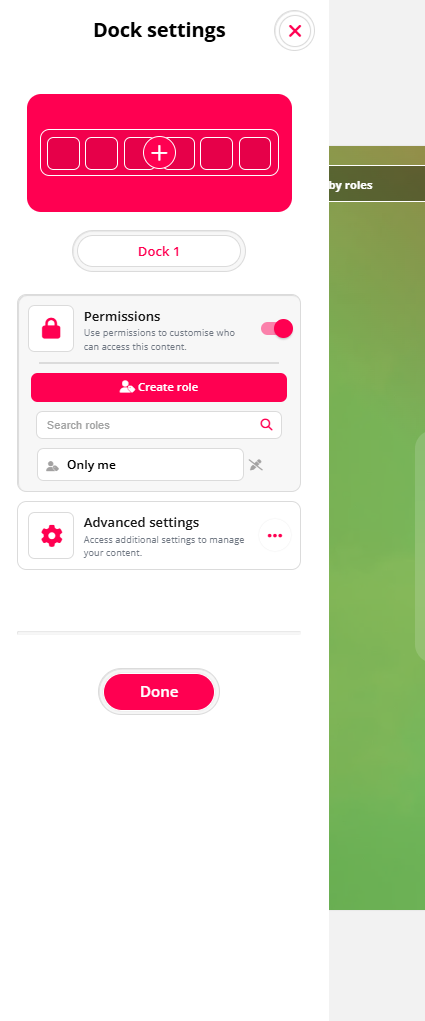 Dock settings
Dock 1
Permissions
Use permissions to customise who
can access this content.
Create role
Search roles
Only me
Advanced settings
Access additional settings to manage
your content.
Done
by roles